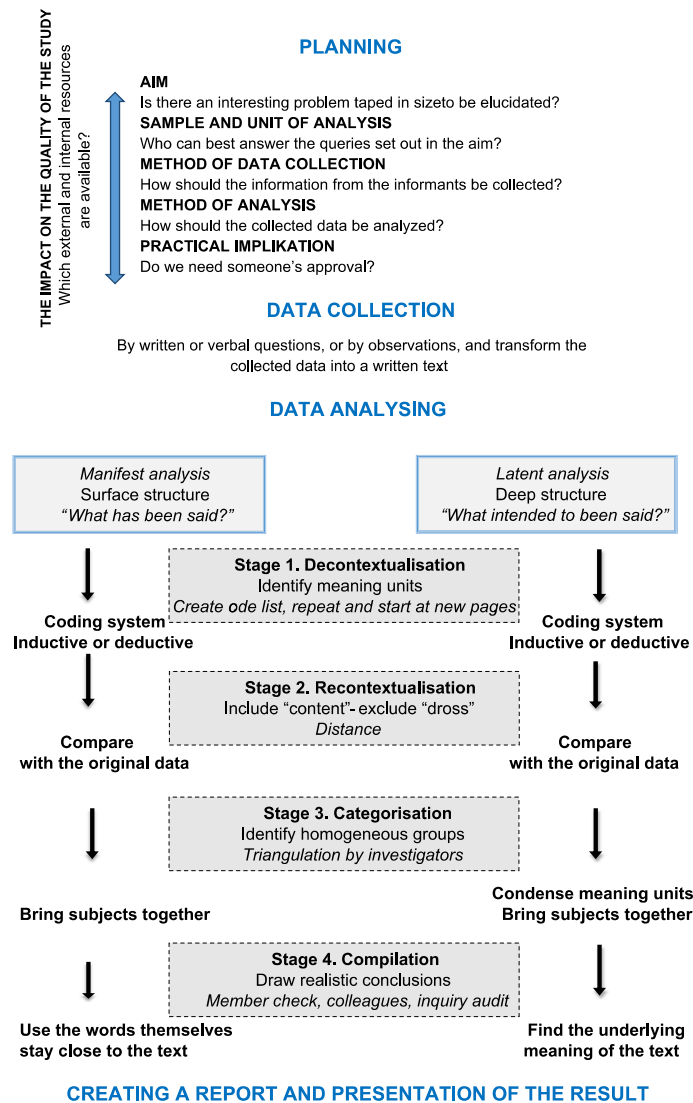 PLANNING
THE IMPACT ON THE QUALITY OF THE STUDY
Which external and internal resources
are available?
AIM
Is there an interesting problem taped in sizeto be elucidated?
SAMPLE AND UNIT OF ANALYSIS
Who can best answer the queries set out in the aim?
METHOD OF DATA COLLECTION
How should the information from the informants be collected?
METHOD OF ANALYSIS
How should the collected data be analyzed?
PRACTICAL IMPLIKATION
Do we need someone's approval?
DATA COLLECTION
By written or verbal questions, or by observations, and transform the
collected data into a written text
DATA ANALYSING
Manifest analysis
Surface structure
"What has been said?"
Latent analysis
Deep structure
"What intended to been said?"
Stage 1. Decontextualisation
Identify meaning units
Create ode list, repeat and start at new pages
Coding system
Inductive or deductive
Coding system
Inductive or deductive
Stage 2. Recontextualisation
Include "content"- exclude "dross"
Distance
Compare
with the original data
Compare
with the original data
Stage 3. Categorisation
Identify homogeneous groups
Triangulation by investigators
Bring subjects together
Condense meaning units
Bring subjects together
Stage 4. Compilation
Draw realistic conclusions
Member check, colleagues, inquiry audit
Use the words themselves
stay close to the text
Find the underlying
meaning of the text
CREATING A REPORT AND PRESENTATION OF THE RESULT